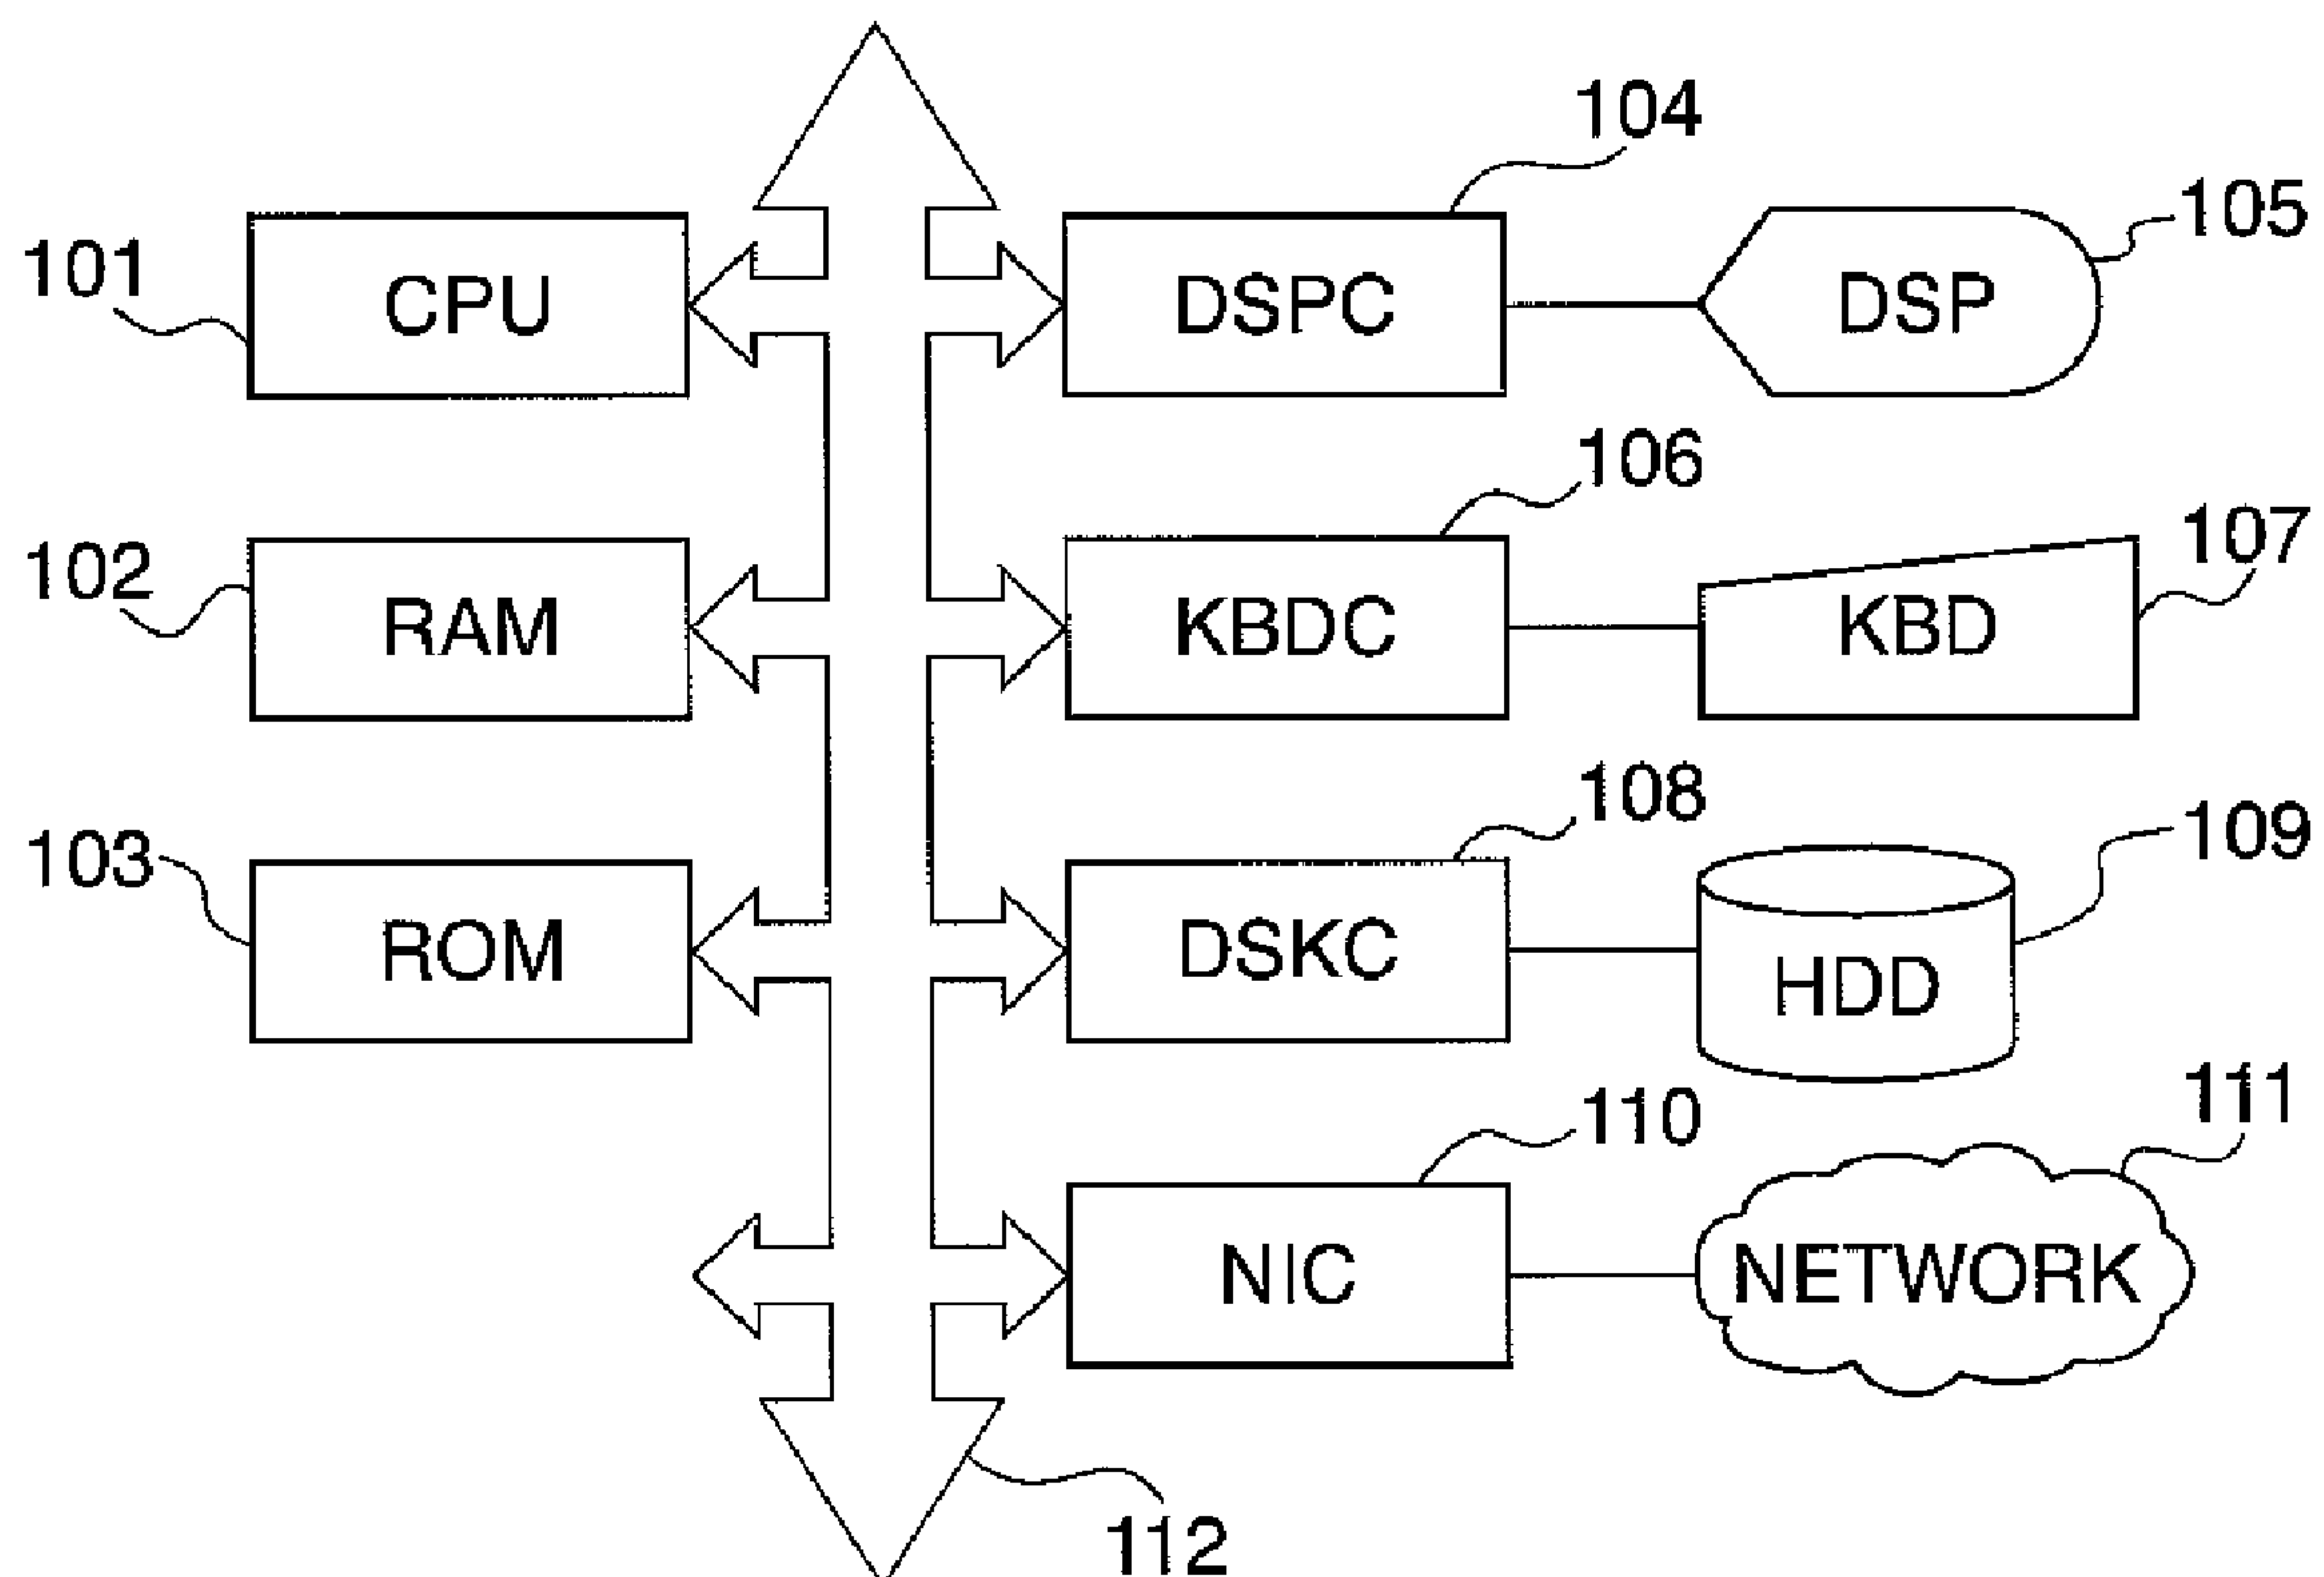 104
105
101
CPU
DSPC
DSP
106
107
102
RAM
KBDC
KBD
108
109
103
ROM
DSKC
HDD
110
111
NIC
NETWORK
112